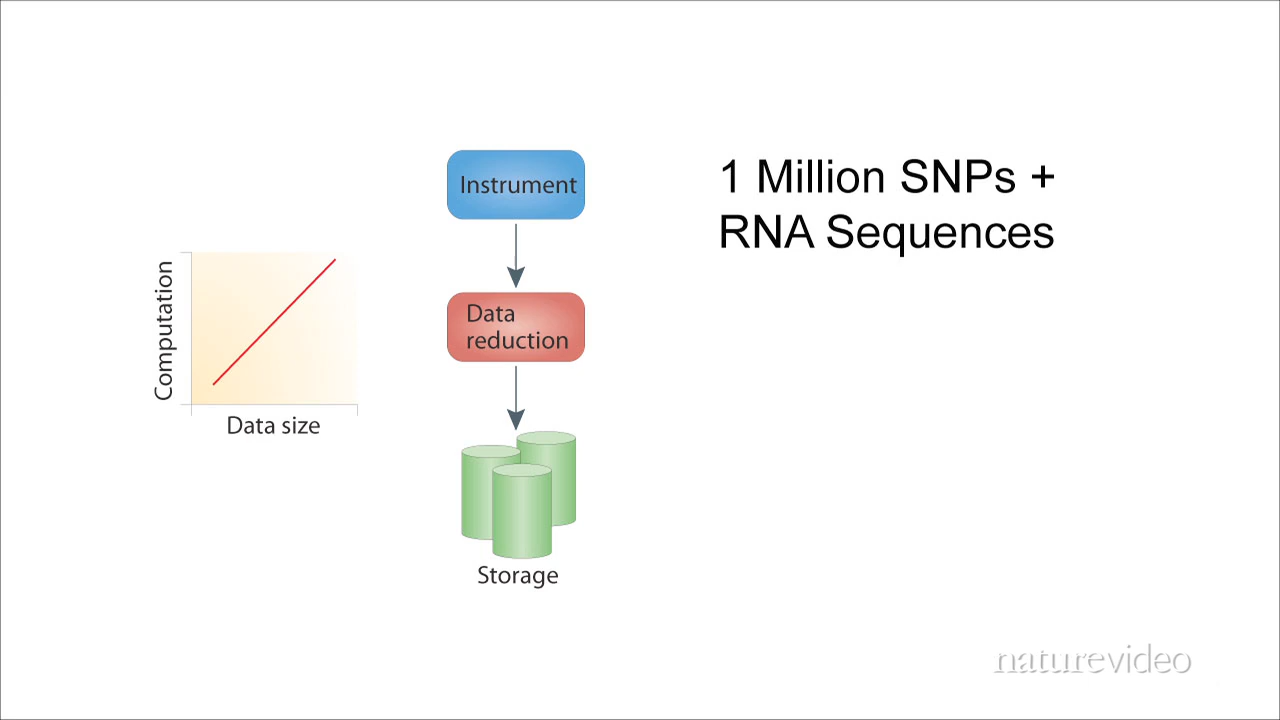 1 Million SNPs +
RNA Sequences
Instrument
Data
reduction
Storage
Computation
Data size
naturevideo